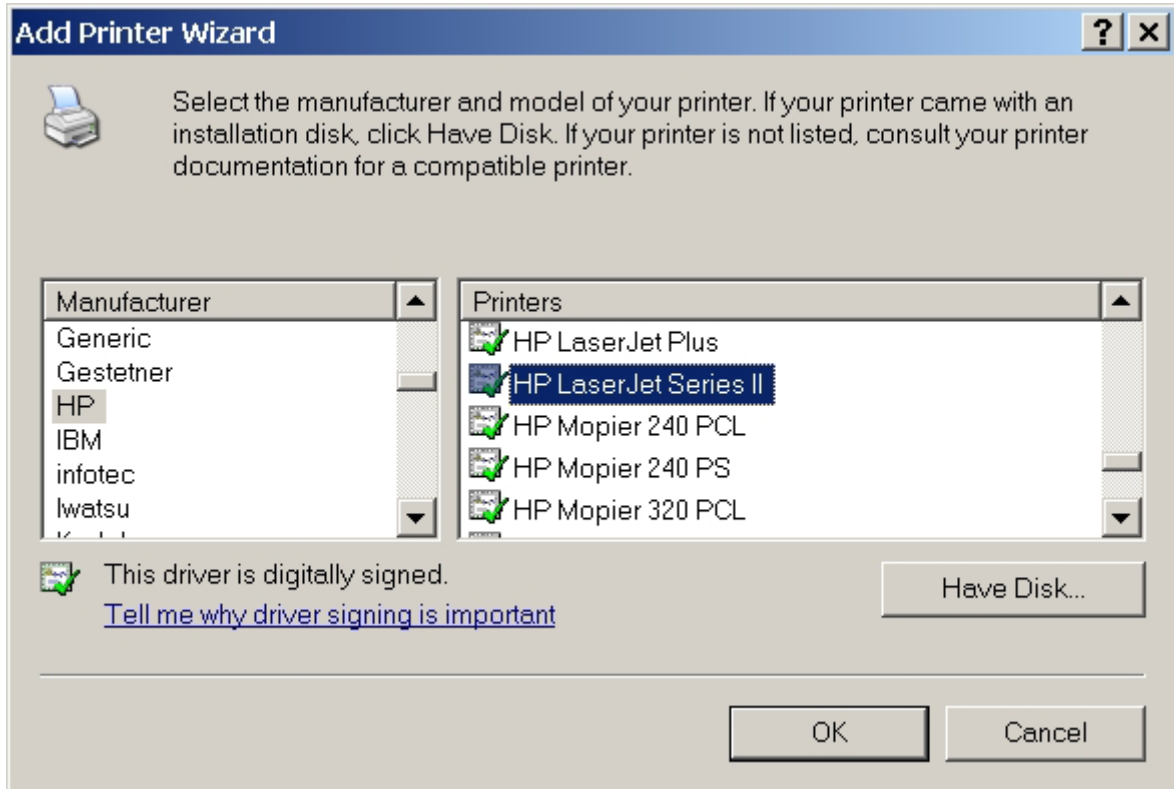 Add Printer Wizard
Select the manufacturer and model of your printer. If your printer came with an
installation disk, click Have Disk. If your printer is not listed, consult your printer
documentation for a compatible printer.
Manufacturer
Generic
Gestetner
HP
IBM
infotec
Iwatsu
Printers
HP LaserJet Plus
HP LaserJet Series II
HP Mopier 240 PCL
HP Mopier 240 PS
HP Mopier 320 PCL
This driver is digitally signed.
Tell me why driver signing is important
Have Disk...
OK
Cancel